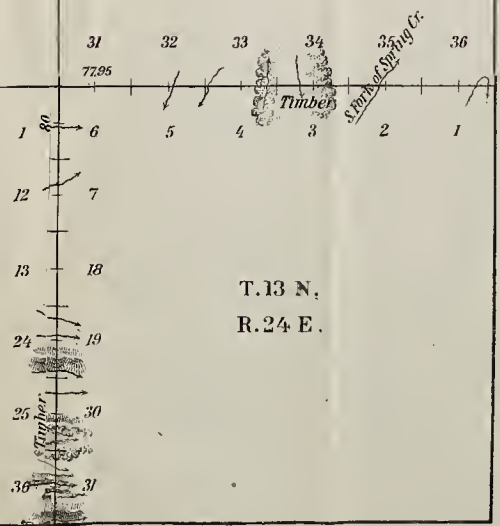 31 32 33 34 35 36
S. Fork of Spring Cr.
77.95
Timber
1 80 6 5 4 3 2 1
12 7
13 18
T.13 N.
R.24 E.
24 19
25 30
Timber
36 31